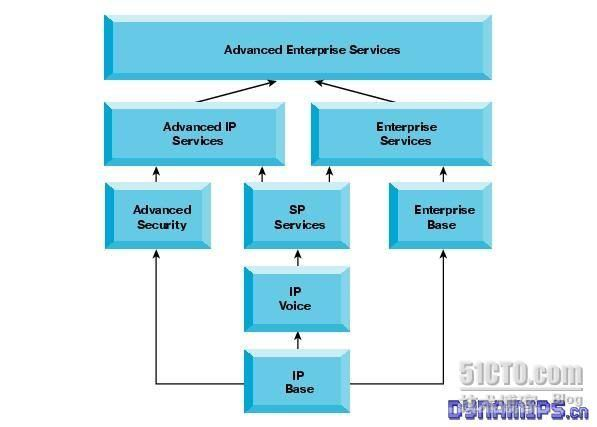 Advanced Enterprise Services
Advanced IP
Services
Enterprise
Services
Advanced
Security
SP
Services
Enterprise
Base
IP
Voice
IP
Base
51CTO.com
Blog
DYNAMIPS.cn